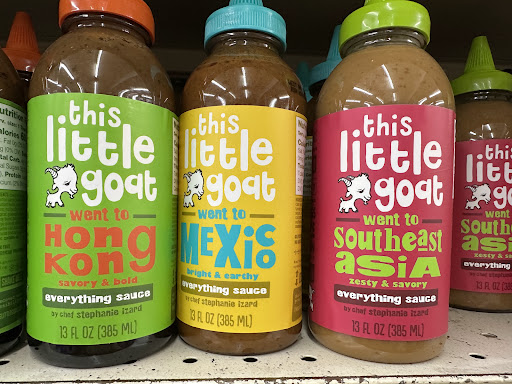 this
little
goat
went to
Hong
Kong
savory & bold
everything sauce
by chef stephanie izard
13 FL OZ (385 ML)
this
little
goat
went to
Mexico
bright & earthy
everything sauce
by chef stephanie izard
13 FL OZ (385 ML)
this
little
goat
went to
Southeast
Asia
zesty & savory
everything sauce
by chef stephanie izard
13 FL OZ (385 ML)